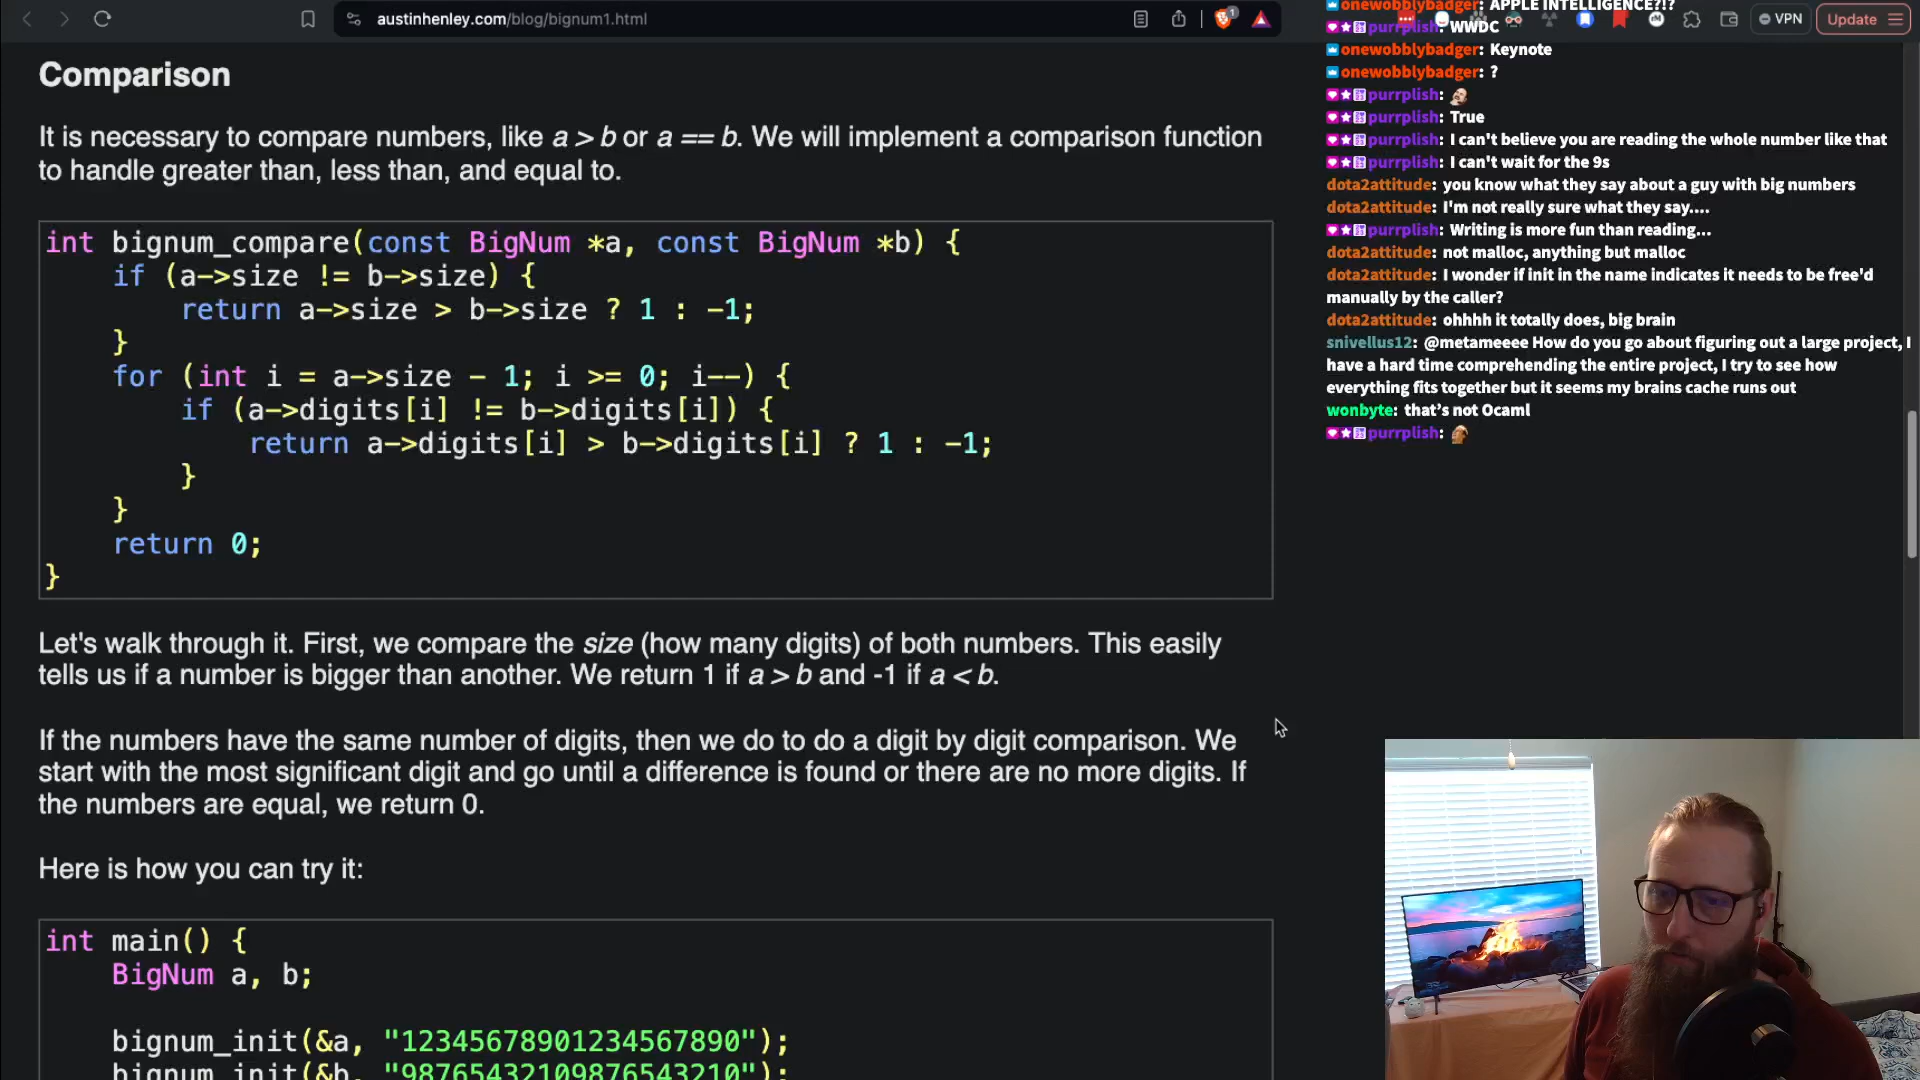 austinhenley.com/blog/bignum1.html
VPN
Update
Comparison
It is necessary to compare numbers, like a > b or a == b. We will implement a comparison function
to handle greater than, less than, and equal to.
int bignum_compare(const BigNum *a, const BigNum *b) {
if (a->size != b->size) {
return a->size > b->size ? 1 : -1;
}
for (int i = a->size - 1; i >= 0; i--) {
if (a->digits[i] != b->digits[i]) {
return a->digits[i] > b->digits[i] ? 1 : -1;
}
}
return 0;
}
Let's walk through it. First, we compare the size (how many digits) of both numbers. This easily
tells us if a number is bigger than another. We return 1 if a > b and -1 if a < b.
If the numbers have the same number of digits, then we do to do a digit by digit comparison. We
start with the most significant digit and go until a difference is found or there are no more digits. If
the numbers are equal, we return 0.
Here is how you can try it:
int main() {
BigNum a, b;
bignum_init(&a, "12345678901234567890");
bignum_init(&b, "98765432109876543210");
onewobblybadger: APPLE INTELLIGENCE?!?
purrplish: WWDC
onewobblybadger: Keynote
onewobblybadger: ?
purrplish:
purrplish: True
purrplish: I can't believe you are reading the whole number like that
purrplish: I can't wait for the 9s
dota2attitude: you know what they say about a guy with big numbers
dota2attitude: I'm not really sure what they say....
purrplish: Writing is more fun than reading...
dota2attitude: not malloc, anything but malloc
dota2attitude: I wonder if init in the name indicates it needs to be free'd
manually by the caller?
dota2attitude: ohhhh it totally does, big brain
snivellus12: @metameeee How do you go about figuring out a large project, I
have a hard time comprehending the entire project, I try to see how
everything fits together but it seems my brains cache runs out
wonbyte: that's not Ocaml
purrplish: